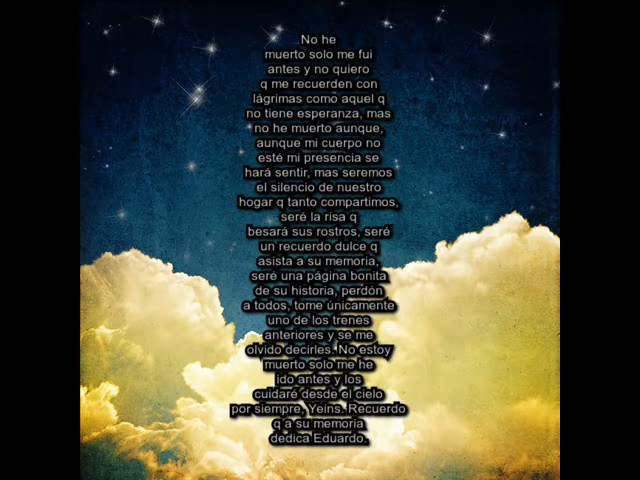 No he
muerto solo me fui
antes y no quiero
q me recuerden con
lágrimas como aquel q
no tiene esperanza, mas
no he muerto aunque,
aunque mi cuerpo no
esté mi presencia se
hará sentir, mas seremos
el silencio de nuestro
hogar q tanto compartimos,
seré la risa q
besará sus rostros, seré
un recuerdo dulce q
asista a su memoria,
seré una página bonita
de su historia, perdón
a todos, tome únicamente
uno de los trenes
anteriores y se me
olvido decirles. No estoy
muerto solo me he
ido antes y los
cuidaré desde el cielo
por siempre, Yeins. Recuerdo
q a su memoria
dedica Eduardo.